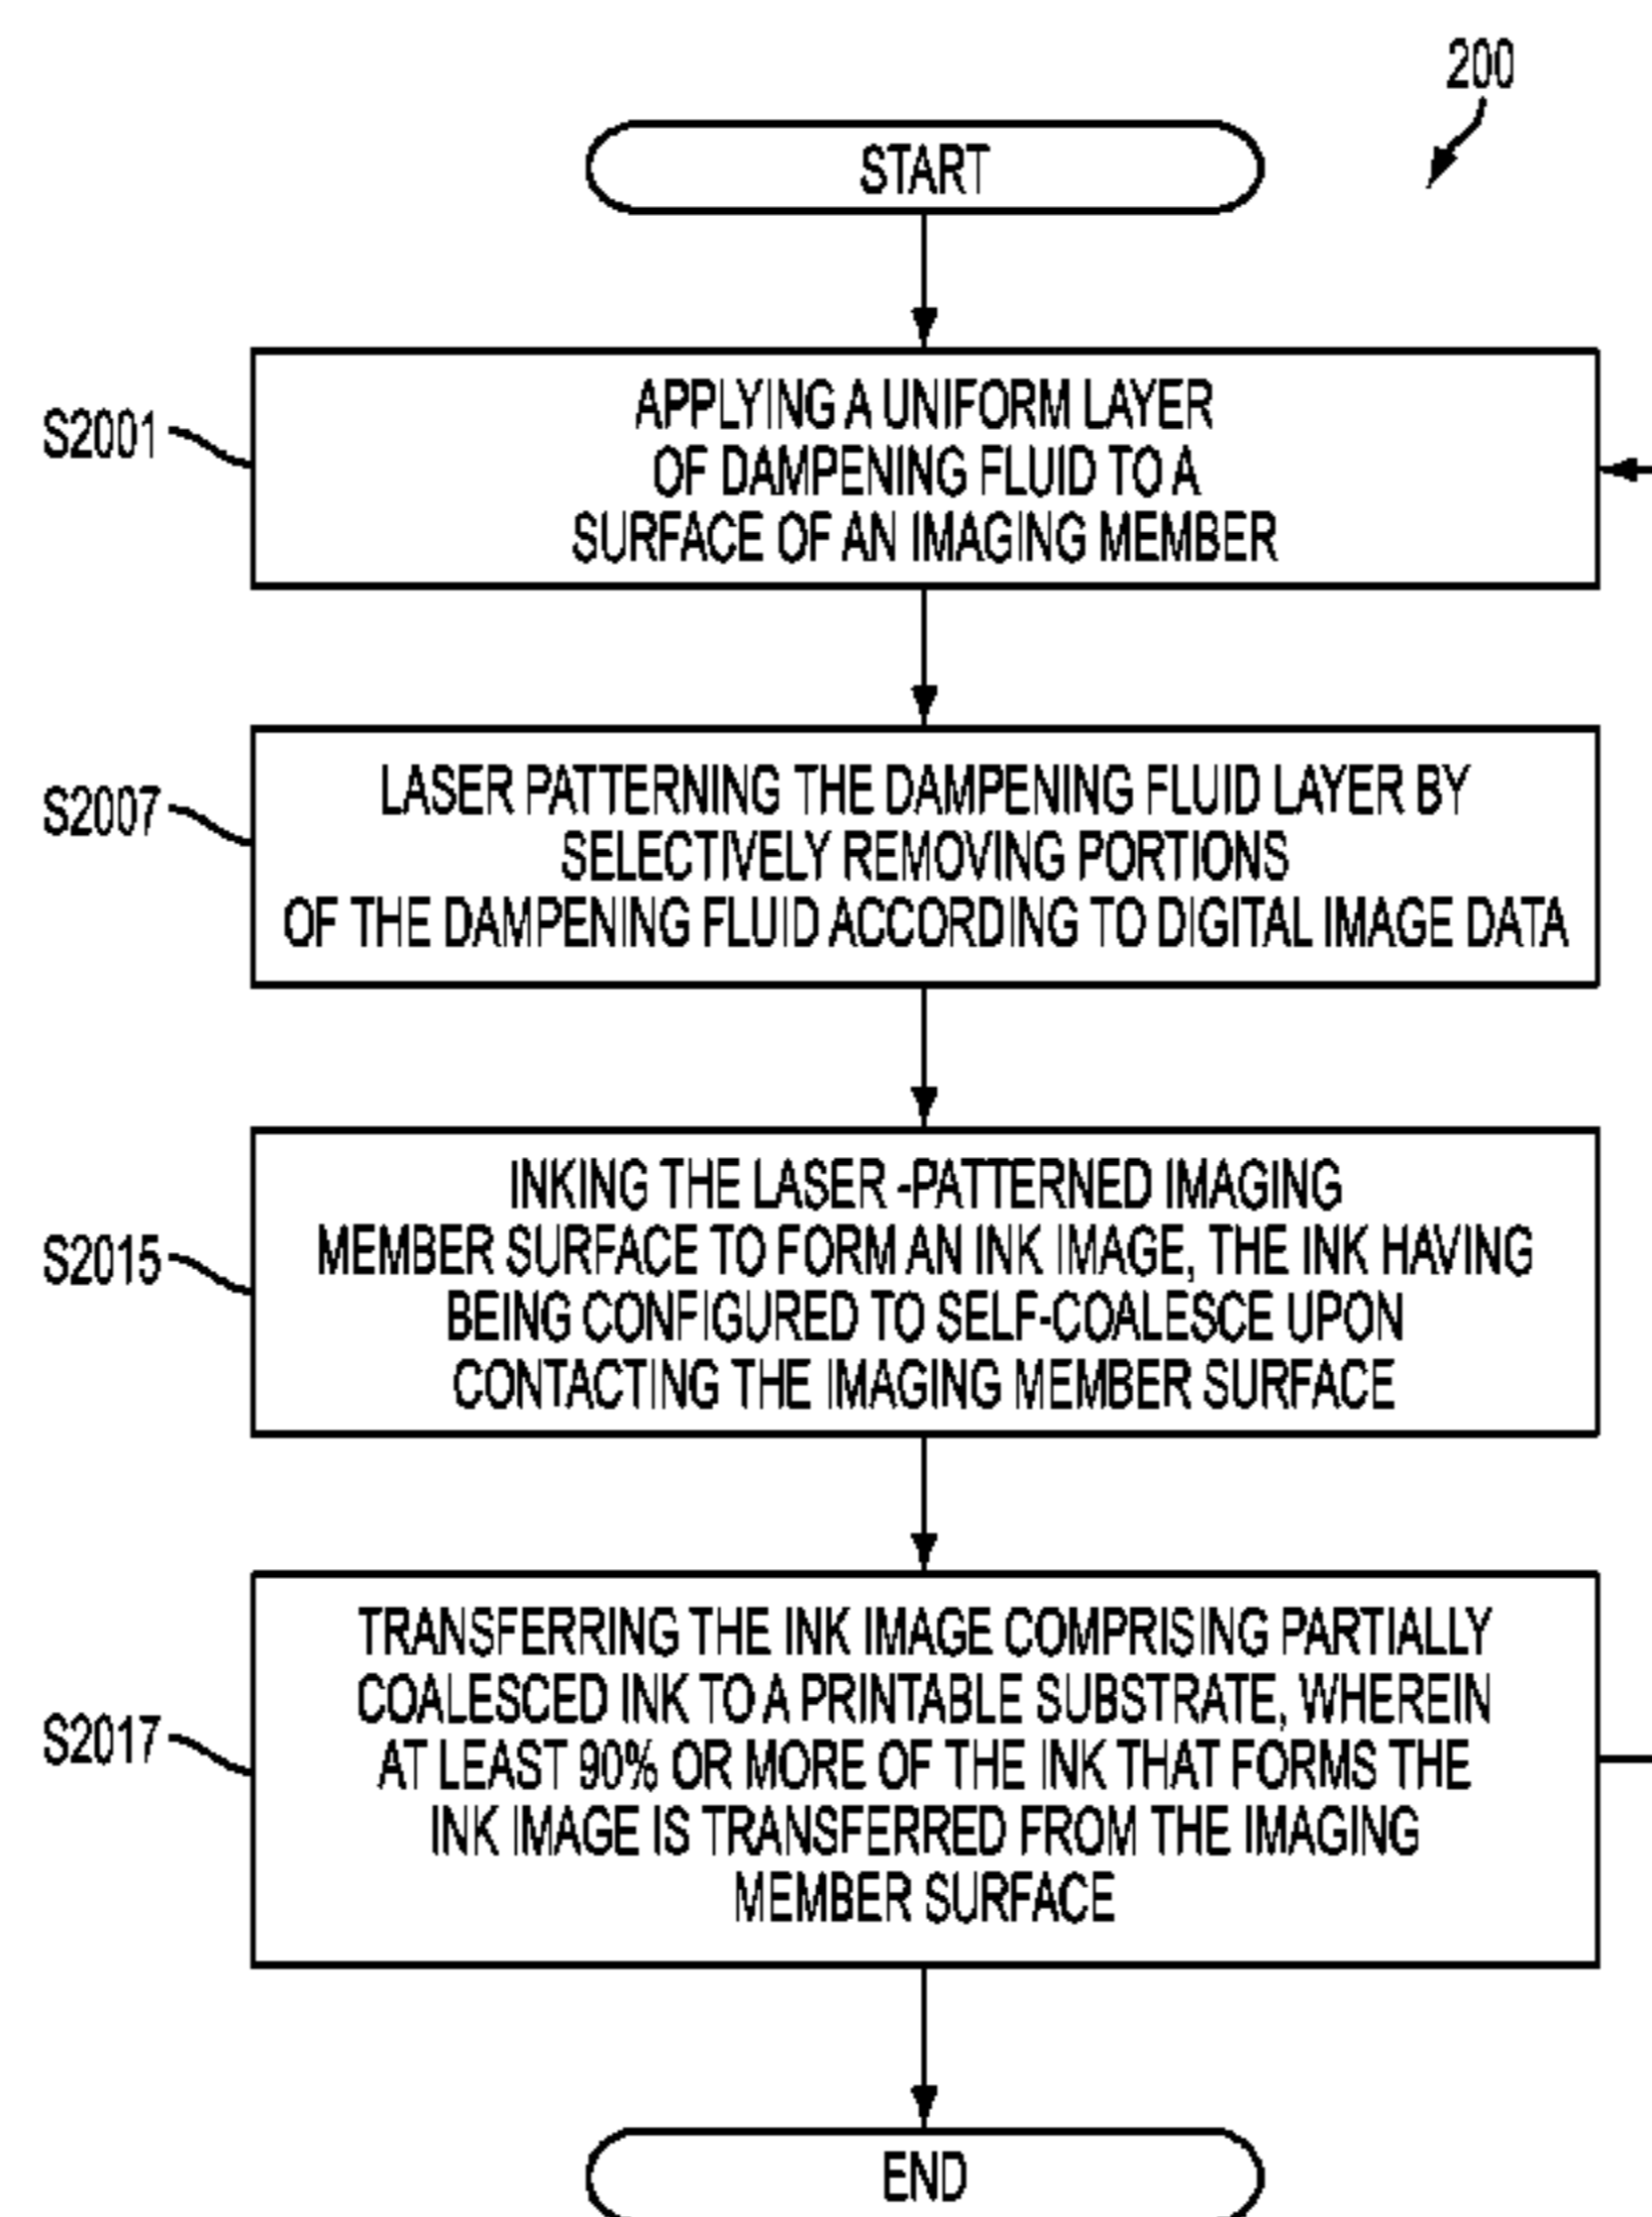 200
START
S2001
APPLYING A UNIFORM LAYER
OF DAMPENING FLUID TO A
SURFACE OF AN IMAGING MEMBER
S2007
LASER PATTERNING THE DAMPENING FLUID LAYER BY
SELECTIVELY REMOVING PORTIONS
OF THE DAMPENING FLUID ACCORDING TO DIGITAL IMAGE DATA
S2015
INKING THE LASER -PATTERNED IMAGING
MEMBER SURFACE TO FORM AN INK IMAGE, THE INK HAVING
BEING CONFIGURED TO SELF-COALESCE UPON
CONTACTING THE IMAGING MEMBER SURFACE
S2017
TRANSFERRING THE INK IMAGE COMPRISING PARTIALLY
COALESCED INK TO A PRINTABLE SUBSTRATE, WHEREIN
AT LEAST 90% OR MORE OF THE INK THAT FORMS THE
INK IMAGE IS TRANSFERRED FROM THE IMAGING
MEMBER SURFACE
END